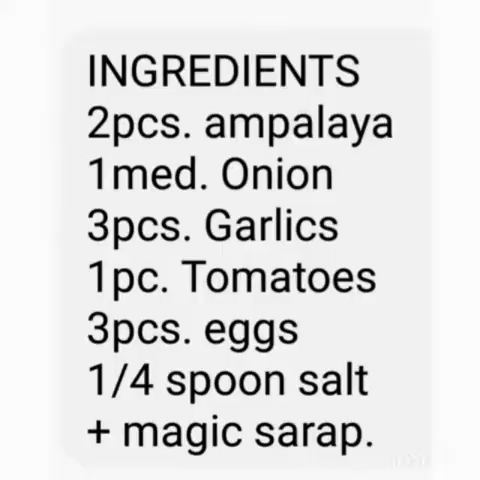 INGREDIENTS
2pcs. ampalaya
1med. Onion
3pcs. Garlics
1pc. Tomatoes
3pcs. eggs
1/4 spoon salt
+ magic sarap.